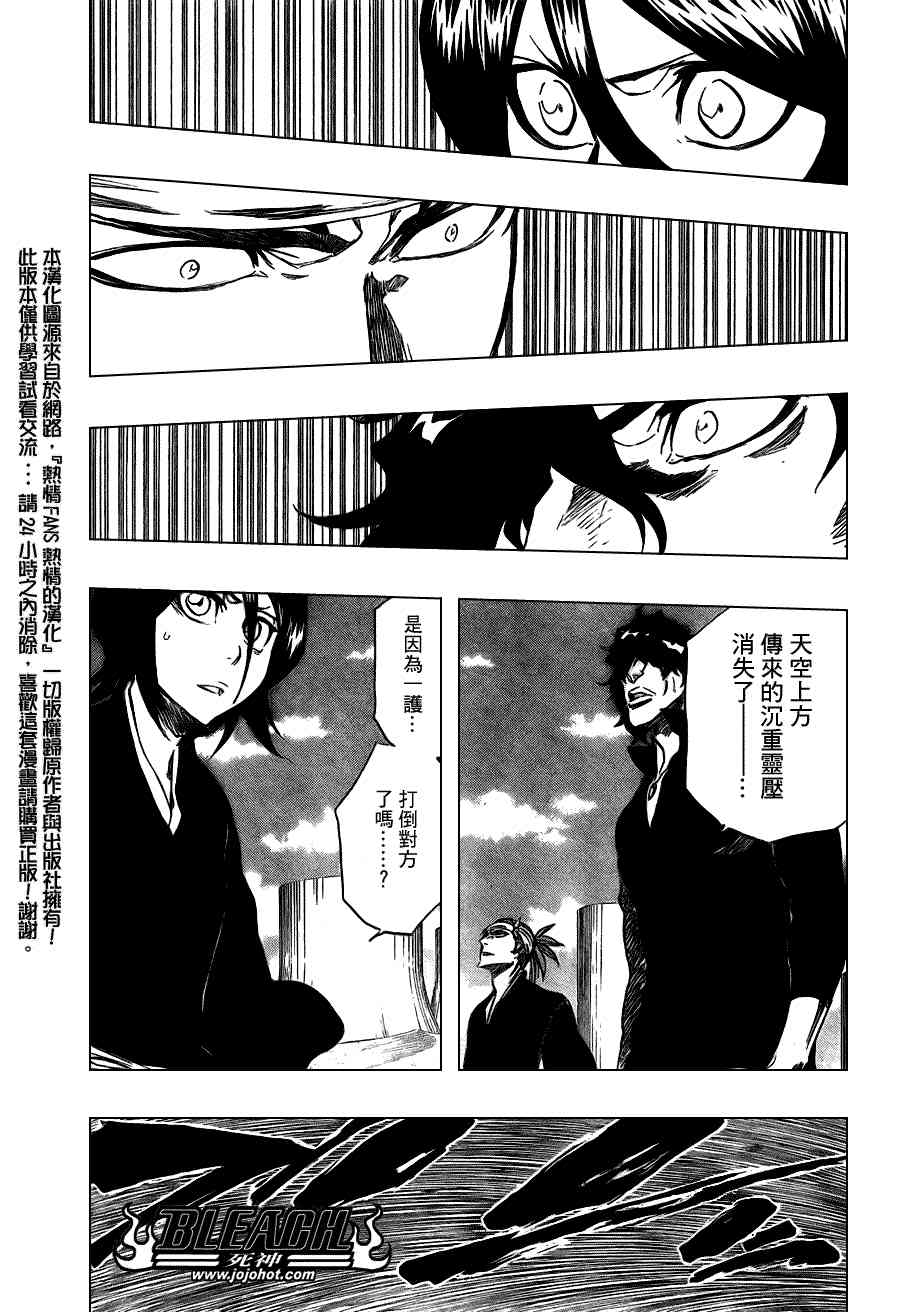 天空上方
傳來的沉重靈壓
消失了——…
是因為一護…
打倒對方
了嗎……?
本漢化圖源來自於網路，『熱情FANS熱情的漢化』一切版權歸原作者與出版社擁有!
此版本僅供學習試看交流…請24小時之內消除，喜歡這套漫畫請購買正版!謝謝。
BLEACH
死神
www.jojohot.com